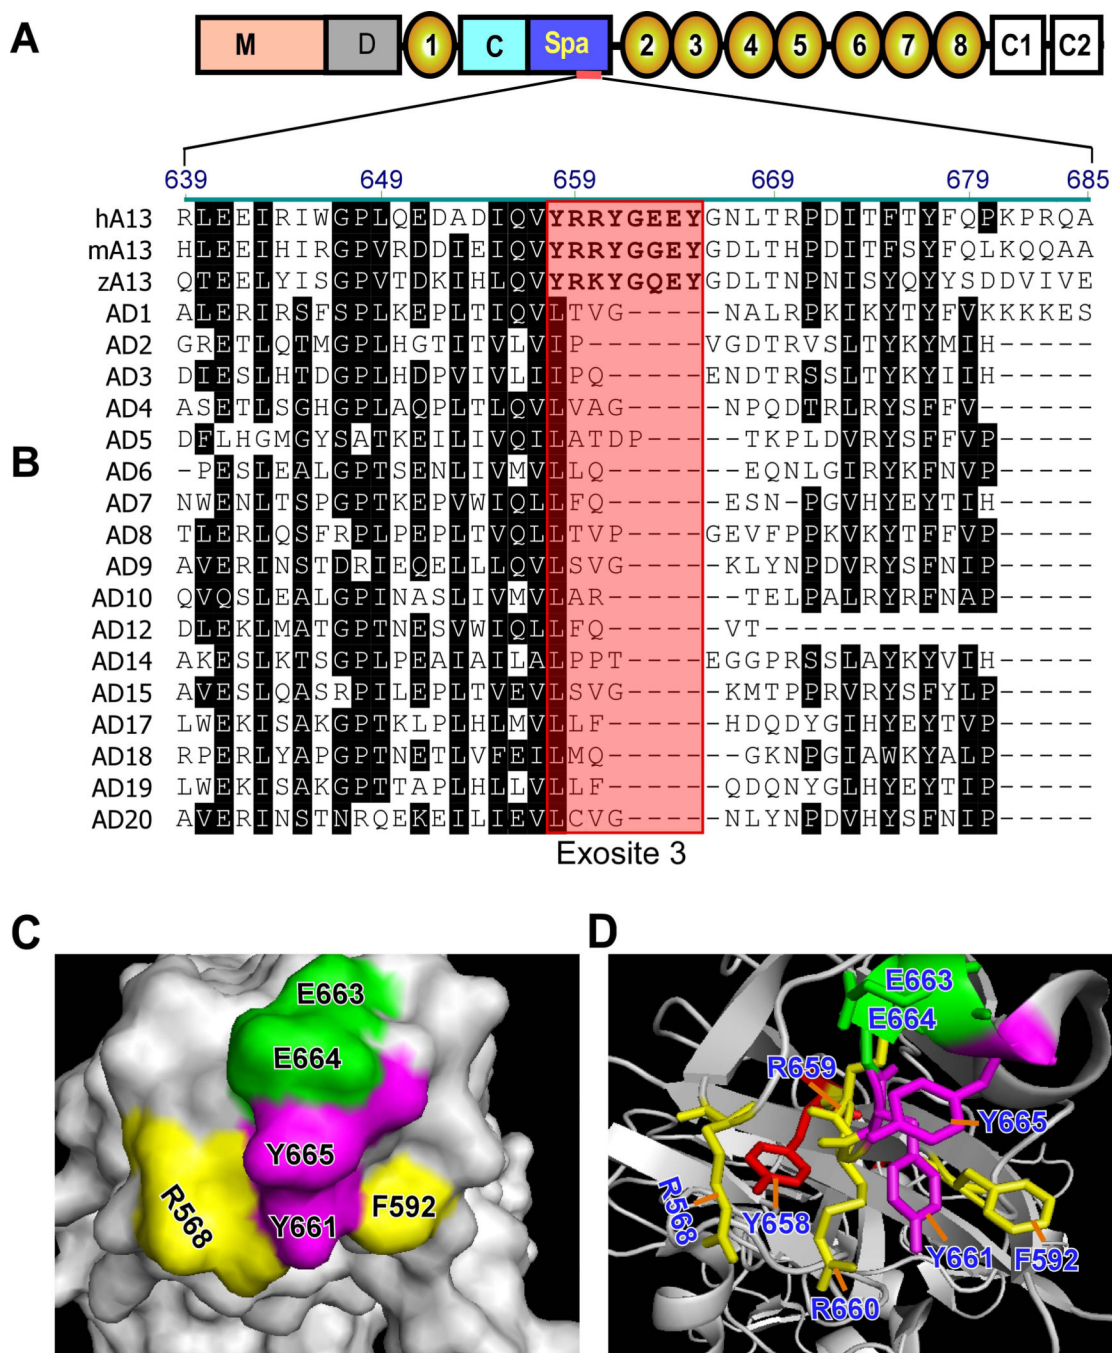 A
M D 1 C Spa 2 3 4 5 6 7 8 C1 C2
639 649 659 669 679 685
B
hA13 RLEEIRIWGPLQEDADIQVYRRYGEEYGNLTRPDITFTYFQPKPRQA
mA13 HLEEIHIRGPVRDDIEIQVYRRYGGEYGDLTHPDITFSYFQLKQQAA
zA13 QTEELYISGPVTDKIHLQVYRKYGQEYGDLTNPNISYQYYSDDVIVE
AD1 ALERIRSFSPLKEPLTIQVLTVG-----NALRPKIKYTYFVKKKKES
AD2 GRETLQTMGPLHGTITVLVIP------VGDTRVSLTYKYMIH-----
AD3 DIESLHTDGPLHDPVIVLIIPQ-----ENDTRSSLTYKYIIH-----
AD4 ASETLSGHGPLAQPLTLQVLVAG-----NPQDTRLRYSFFV------
AD5 DFLHGMGYSATKEILIVQILATDP-----TKPLDVRYSFFVP-----
AD6 -PESLEALGPTSENLIVMVLLQ-------EQNLGIRYKFNVP-----
AD7 NWENLTSPGPTKEPVWIQLLFQ------ESN-PGVHYEYTIH-----
AD8 TLERLQSFRPLPEPLTVQLLTVP----GEVFPPKVKYTFFVP-----
AD9 AVERINSTDRIEQELLLQVLSVG-----KLYNPDVRYSFNIP-----
AD10 QVQSLEALGPINASLIVMVLAR-------TELPALRYRFNAP-----
AD12 DLEKLMATGPTNESVWIQLLFQ------VT-----------------
AD14 AKESLKTSGPLPEAIAILALPPT----EGGPRSSLAYKYVIH-----
AD15 AVESLQASRPILEPLTVEVLSVG-----KMTPPRVRYSFYLP-----
AD17 LWEKISAKGPTKLPLHLMVLLF------HDQDYGIHYEYTVP-----
AD18 RPERLYAPGPTNETLVFEILMQ-------GKNPGIAWKYALP-----
AD19 LWEKISAKGPTTAPLHLLVLLF------QDQNYGLHYEYTIP-----
AD20 AVERINSTNRQEKEILIEVLCVG-----NLYNPDVHYSFNIP-----
Exosite 3
C
E663
E664
Y665
R568
Y661
F592
D
E663
E664
R659
Y665
R568
Y658
Y661
F592
R660